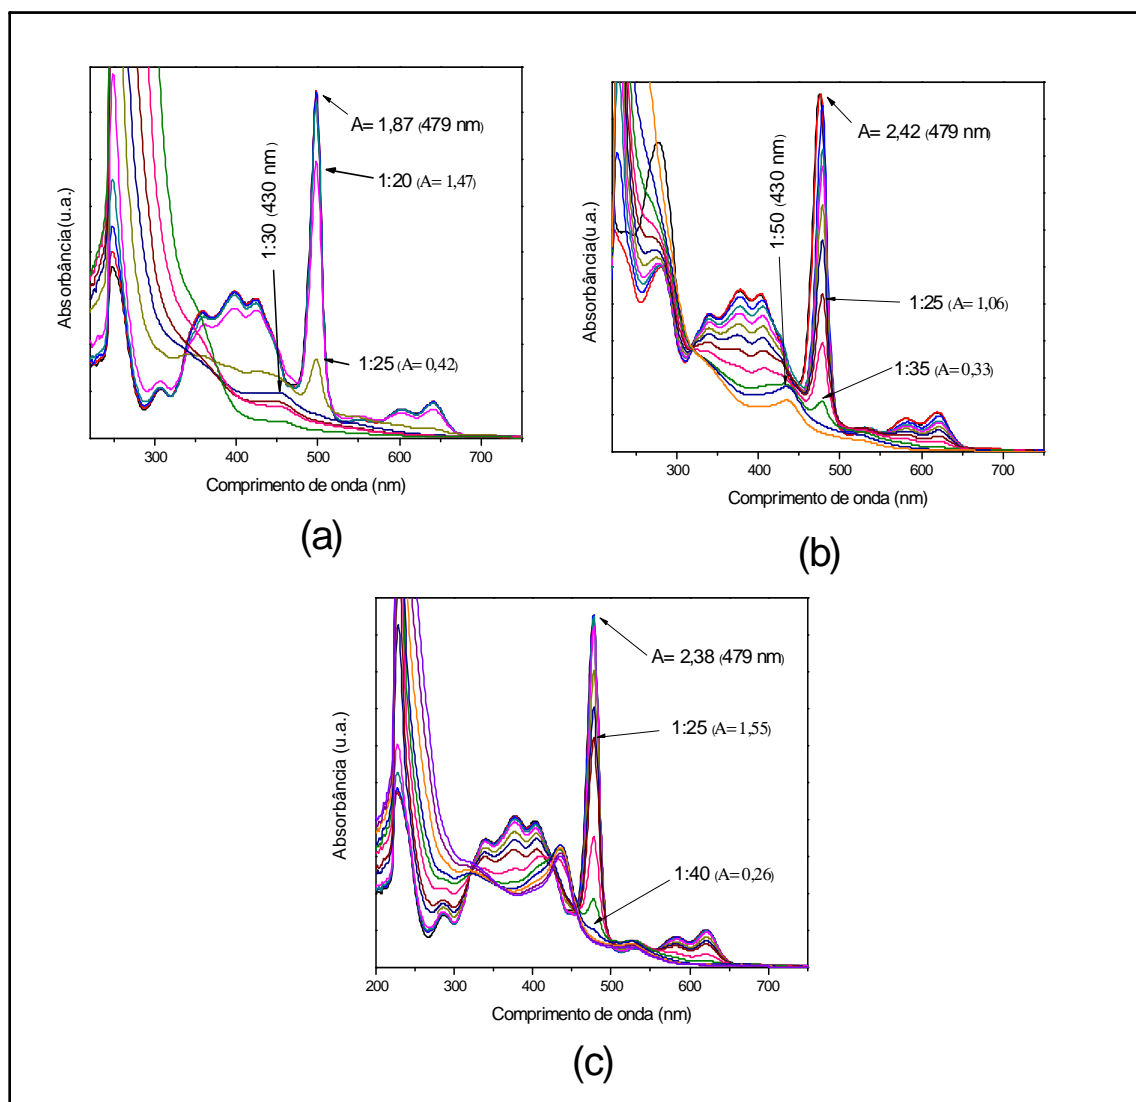 A= 1,87 (479 nm)
1:20 (A= 1,47)
1:30 (430 nm)
1:25 (A= 0,42)
Absorbância(u.a.)
300 400 500 600 700
Comprimento de onda (nm)
(a)
A= 2,42 (479 nm)
1:50 (430 nm)
1:25 (A= 1,06)
1:35 (A= 0,33)
Absorbância(u.a.)
300 400 500 600 700
Comprimento de onda (nm)
(b)
A= 2,38 (479 nm)
1:25 (A= 1,55)
1:40 (A= 0,26)
Absorbância (u.a.)
200 300 400 500 600 700
Comprimento de onda (nm)
(c)